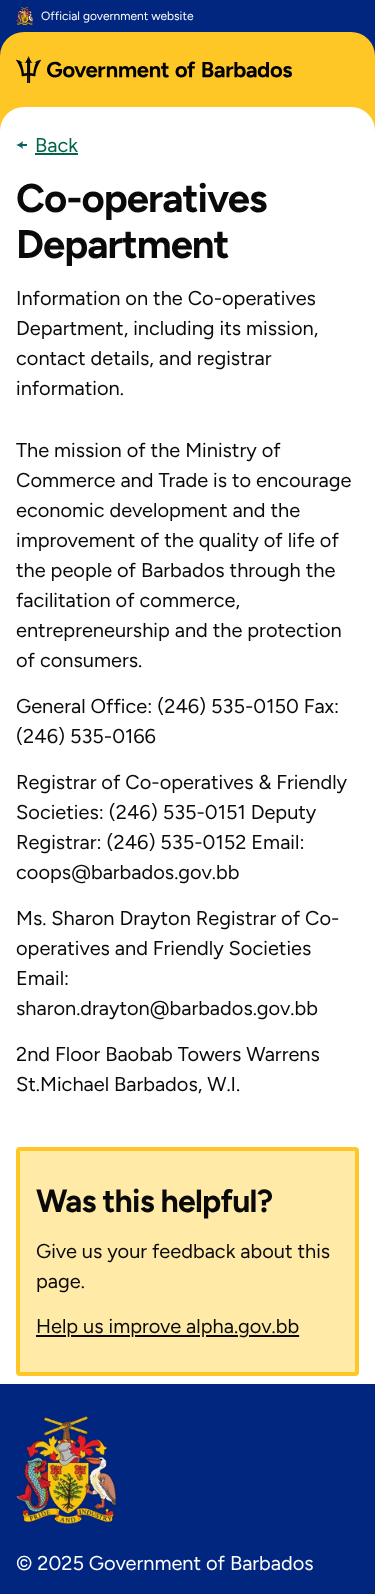 Official government website
Government of Barbados
Back
Co-operatives
Department
Information on the Co-operatives
Department, including its mission,
contact details, and registrar
information.
The mission of the Ministry of
Commerce and Trade is to encourage
economic development and the
improvement of the quality of life of
the people of Barbados through the
facilitation of commerce,
entrepreneurship and the protection
of consumers.
General Office: (246) 535-0150 Fax:
(246) 535-0166
Registrar of Co-operatives & Friendly
Societies: (246) 535-0151 Deputy
Registrar: (246) 535-0152 Email:
coops@barbados.gov.bb
Ms. Sharon Drayton Registrar of Co-
operatives and Friendly Societies
Email:
sharon.drayton@barbados.gov.bb
2nd Floor Baobab Towers Warrens
St.Michael Barbados, W.I.
Was this helpful?
Give us your feedback about this
page.
Help us improve alpha.gov.bb
PRIDE AND INDUSTRY
© 2025 Government of Barbados